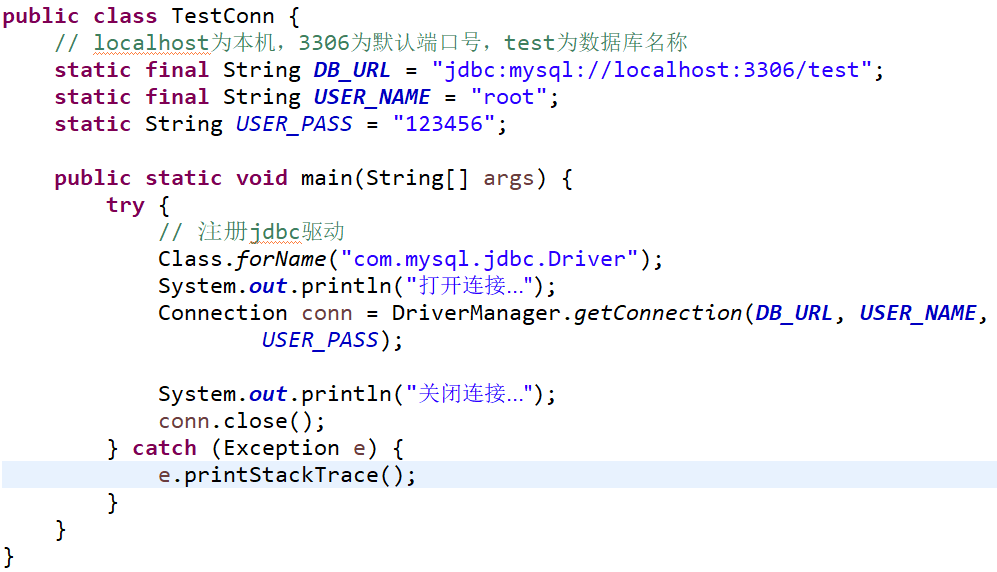 public class TestConn {
    // localhost为本机，3306为默认端口号，test为数据库名称
    static final String DB_URL = "jdbc:mysql://localhost:3306/test";
    static final String USER_NAME = "root";
    static String USER_PASS = "123456";

    public static void main(String[] args) {
        try {
            // 注册jdbc驱动
            Class.forName("com.mysql.jdbc.Driver");
            System.out.println("打开连接...");
            Connection conn = DriverManager.getConnection(DB_URL, USER_NAME,
                    USER_PASS);

            System.out.println("关闭连接...");
            conn.close();
        } catch (Exception e) {
            e.printStackTrace();
        }
    }
}